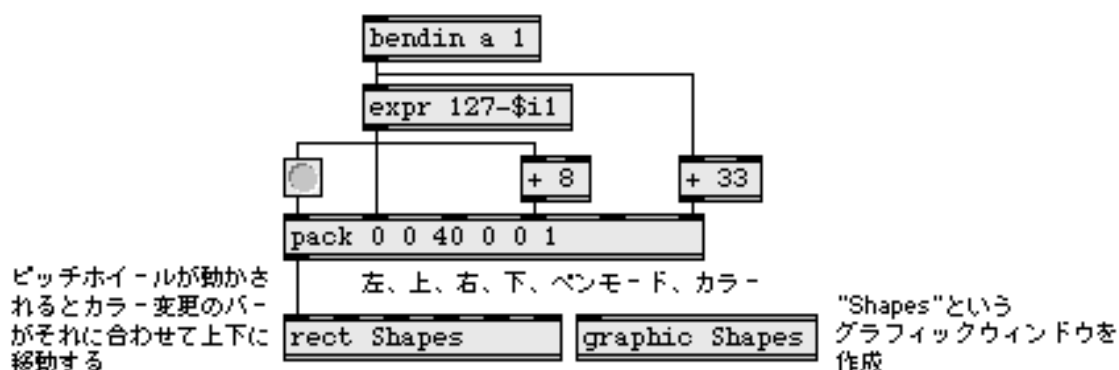 bendin a 1
expr 127-$i1
+ 8
+ 33
pack 0 0 40 0 0 1
左、上、右、下、ペンモード、カラー
ピッチホイールが動かさ
れるとカラー変更のバー
がそれに合わせて上下に
移動する
rect Shapes
graphic Shapes
"Shapes"という
グラフィックウィンドウを
作成